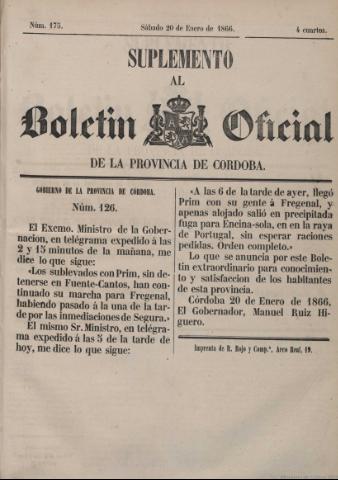 Núm. 175. Sábado 20 de Enero de 1866. 4 cuartos.
SUPLEMENTO
AL
Boletin Oficial
DE LA PROVINCIA DE CORDOBA.
GOBIERNO DE LA PROVINCIA DE CÓRDOBA.
Núm. 126.
El Excmo. Ministro de la Gober-
nacion, en telégrama expedido á las
2 y 15 minutos de la mañana, me
dice lo que sigue:
«Los sublevados con Prim, sin de-
tenerse en Fuente-Cantos, han con-
tinuado su marcha para Fregenal,
habiendo pasado á la una de la tar-
de por las inmediaciones de Segura.»
El mismo Sr. Ministro, en telégra-
ma expedido á las 5 de la tarde de
hoy, me dice lo que sigue:
«A las 6 de la tarde de ayer, llegó
Prim con su gente á Fregenal, y
apenas alojado salió en precipitada
fuga para Encina-sola, en en la raya
de Portugal, sin esperar raciones
pedidas. Orden completo.»
Lo que se anuncia por este Bole-
tin extraordinario para conocimien-
to y satisfaccion de los habitantes
de esta provincia.
Córdoba 20 de Enero de 1866,
El Gobernador, Manuel Ruiz Hi-
guero.
Imprenta de R. Rojo y Comp.ª, Arco Real, 19.